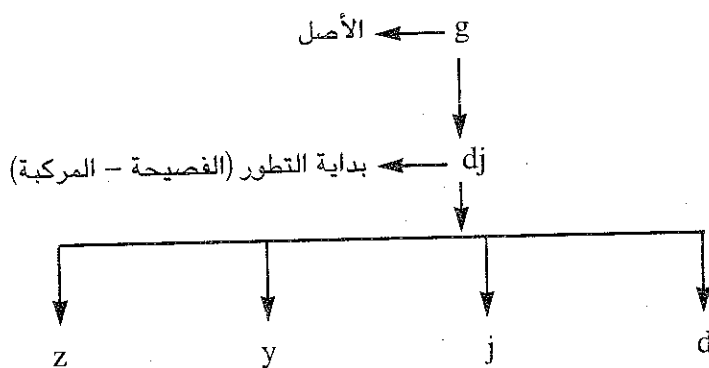 g الأصل
dj بداية التطور (الفصيحة – المركبة)
z y j d